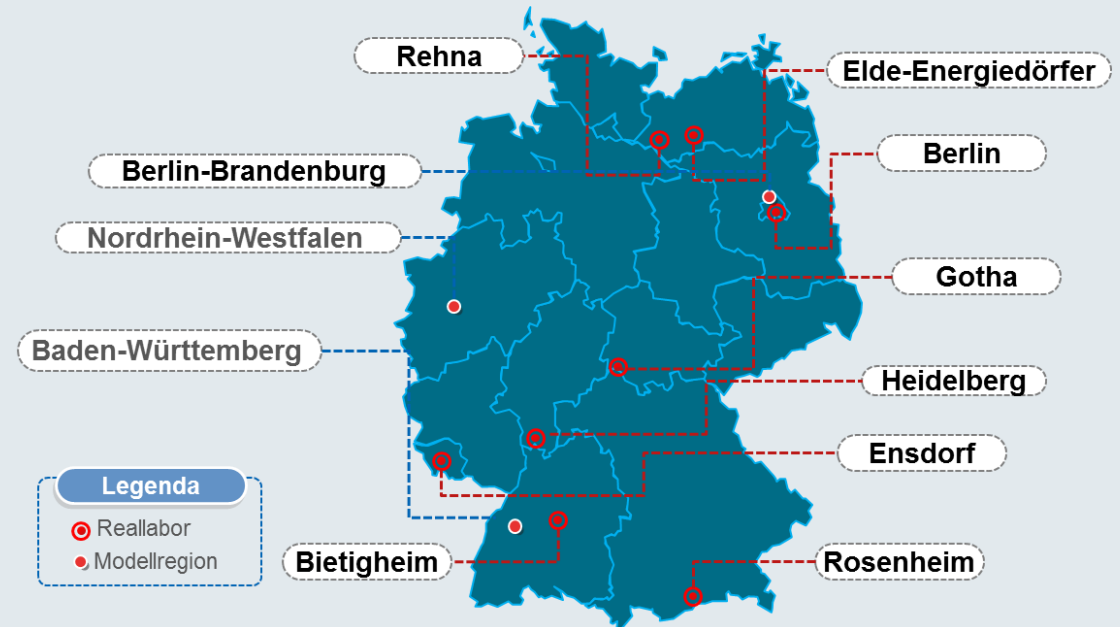 Rehna
Elde-Energiedörfer
Berlin
Berlin-Brandenburg
Nordrhein-Westfalen
Gotha
Baden-Württemberg
Heidelberg
Ensdorf
Legenda
Reallabor
Modellregion
Bietigheim
Rosenheim